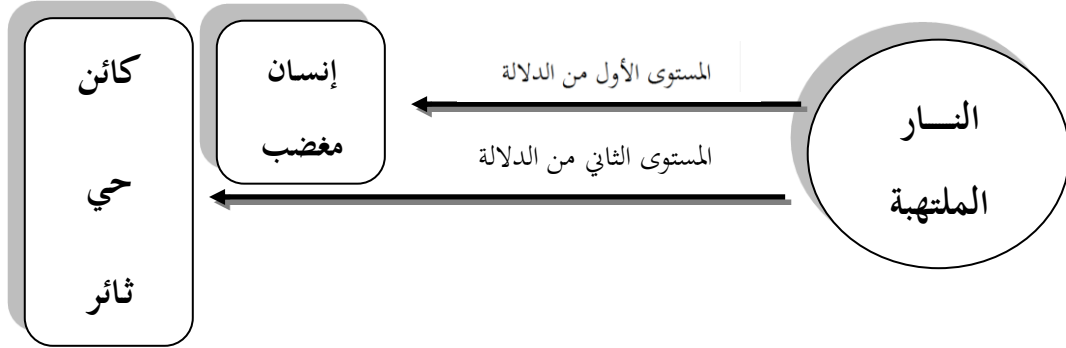 النــــار
الملتهبة
المستوى الأول من الدلالة
المستوى الثاني من الدلالة
إنسان
مغضب
كائن
حي
ثائر